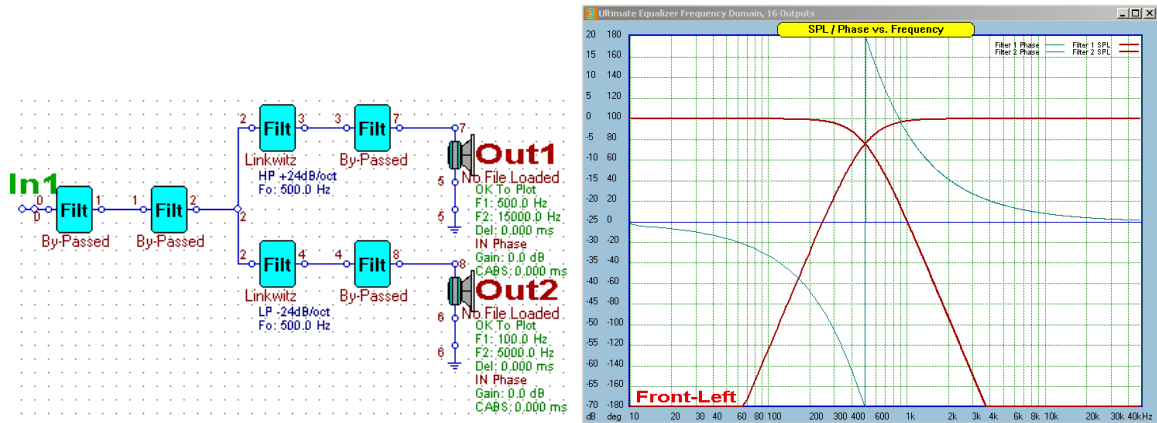 In1
0
0
Filt
1
By-Passed
1
Filt
2
By-Passed
2
2
Filt
3
Linkwitz
HP +24dB/oct
Fo: 500.0 Hz
3
Filt
7
By-Passed
7
Out1
No File Loaded
5
5
OK To Plot
F1: 500.0 Hz
F2: 15000.0 Hz
Del: 0.000 ms
IN Phase
Gain: 0.0 dB
CABS: 0.000 ms
2
Filt
4
Linkwitz
LP -24dB/oct
Fo: 500.0 Hz
4
Filt
8
By-Passed
8
Out2
No File Loaded
6
6
OK To Plot
F1: 100.0 Hz
F2: 5000.0 Hz
Del: 0.000 ms
IN Phase
Gain: 0.0 dB
CABS: 0.000 ms
Ultimate Equalizer Frequency Domain, 16 Outputs
SPL / Phase vs. Frequency
Filter 1 Phase Filter 1 SPL
Filter 2 Phase Filter 2 SPL
20 180
15 160
10 140
5 120
0 100
-5 80
-10 60
-15 40
-20 20
-25 0
-30 -20
-35 -40
-40 -60
-45 -80
-50 -100
-55 -120
-60 -140
-65 -160
-70 -180
Front-Left
dB deg 10 20 30 40 60 80 100 200 300 400 600 1k 2k 3k 4k 6k 8k 10k 20k 30k 40kHz